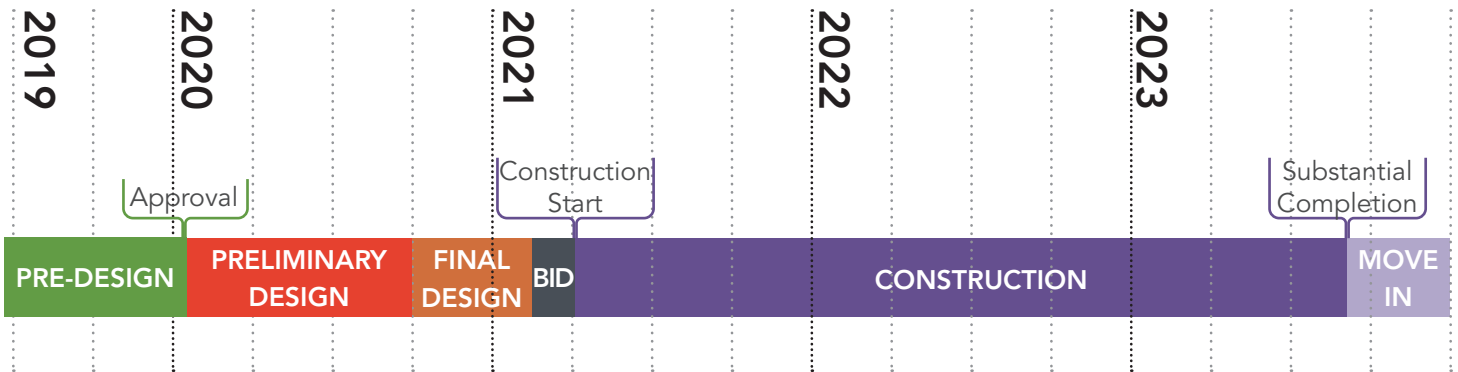 2019
2020
2021
2022
2023
Approval
Construction
Start
Substantial
Completion
PRE-DESIGN
PRELIMINARY
DESIGN
FINAL
DESIGN
BID
CONSTRUCTION
MOVE
IN